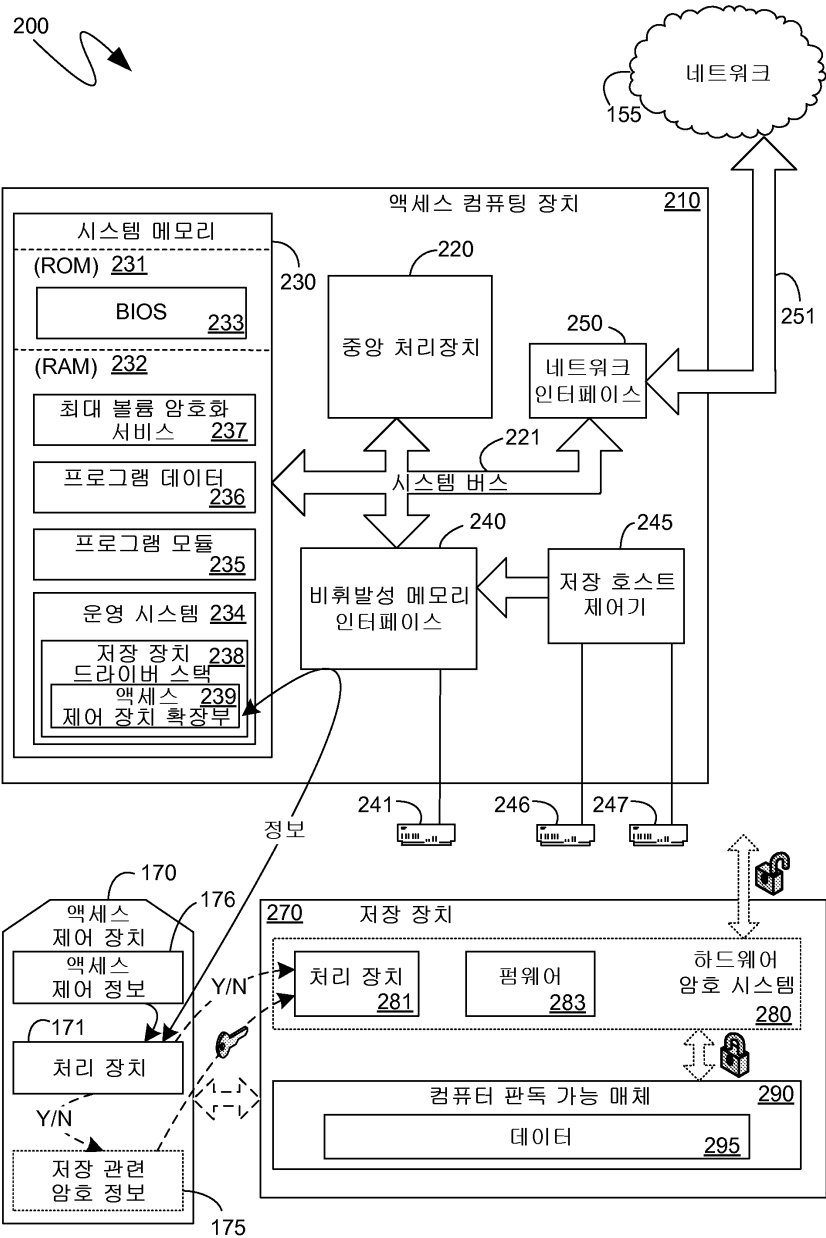 200
네트워크
155
액세스 컴퓨팅 장치
210
시스템 메모리
230
(ROM) 231
BIOS
233
(RAM) 232
최대 볼륨 암호화
서비스
237
프로그램 데이터
236
프로그램 모듈
235
운영 시스템
234
저장 장치
드라이버 스택
238
액세스
제어 장치 확장부
239
220
중앙 처리장치
250
네트워크
인터페이스
251
221
시스템 버스
240
비휘발성 메모리
인터페이스
245
저장 호스트
제어기
241
246
247
정보
170
액세스
제어 장치
176
액세스
제어 정보
171
처리 장치
Y/N
Y/N
저장 관련
암호 정보
175
270
저장 장치
처리 장치
281
펌웨어
283
하드웨어
암호 시스템
280
컴퓨터 판독 가능 매체
290
데이터
295